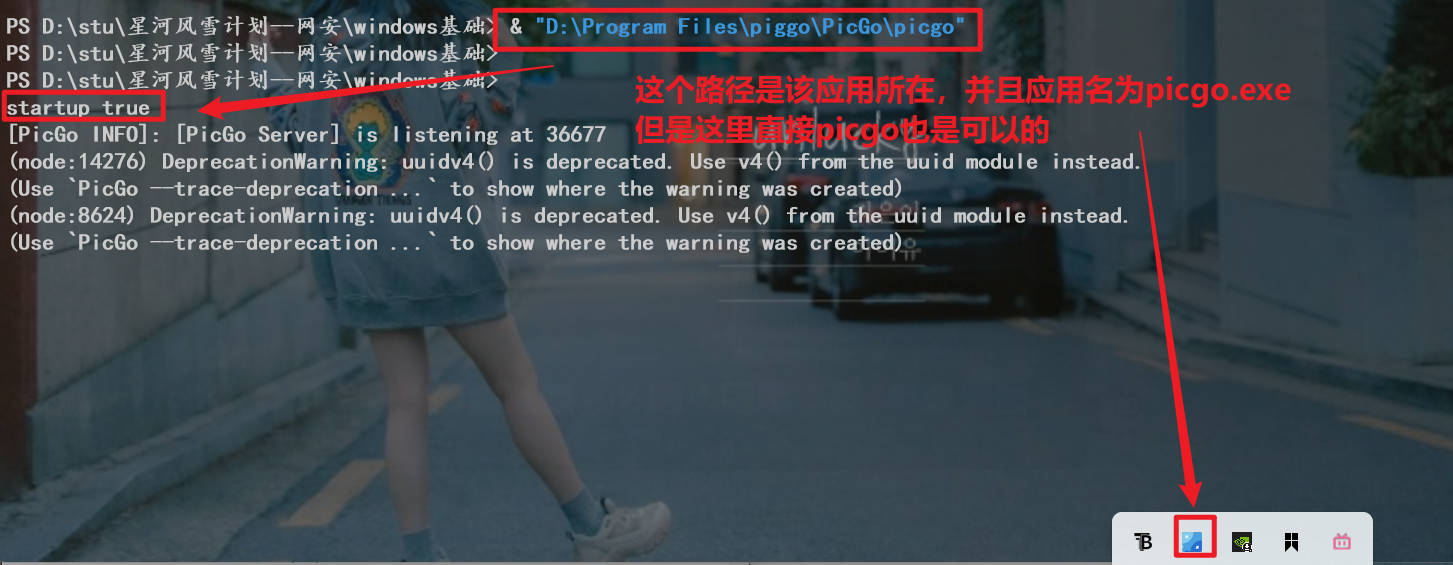 PS D:\stu\星河风雪计划--网安\windows基础> & "D:\Program Files\piggo\PicGo\picgo"
PS D:\stu\星河风雪计划--网安\windows基础>
PS D:\stu\星河风雪计划--网安\windows基础>
这个路径是该应用所在，并且应用名为picgo.exe
startup true
但是这里直接picgo也是可以的
[PicGo INFO]: [PicGo Server] is listening at 36677
(node:14276) DeprecationWarning: uuidv4() is deprecated. Use v4() from the uuid module instead.
(Use `PicGo --trace-deprecation ...` to show where the warning was created)
(node:8624) DeprecationWarning: uuidv4() is deprecated. Use v4() from the uuid module instead.
(Use `PicGo --trace-deprecation ...` to show where the warning was created)